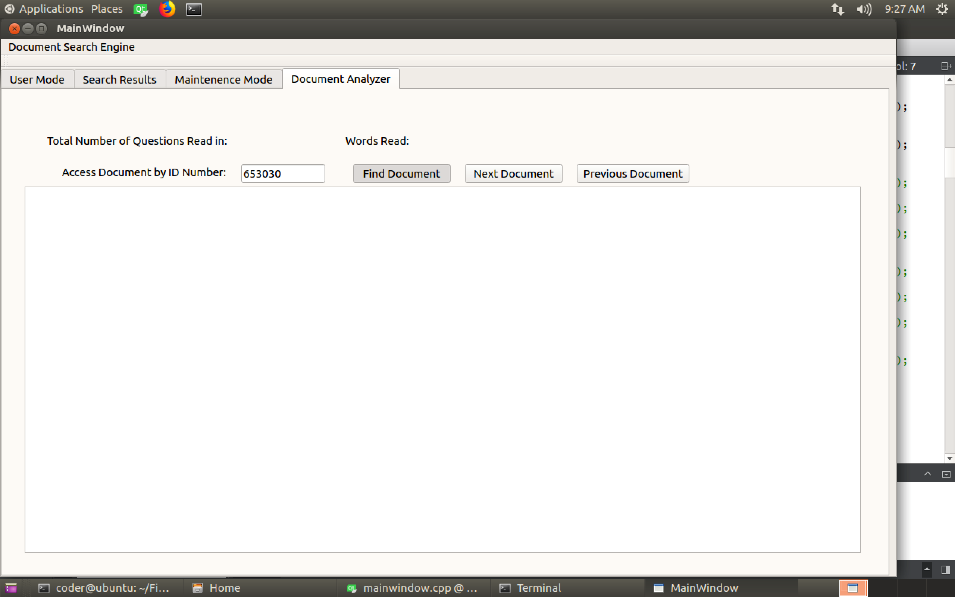 Applications Places Qt 9:27 AM
MainWindow
Document Search Engine
ol: 7
User Mode Search Results Maintenence Mode Document Analyzer
);
Total Number of Questions Read in: Words Read:
);
Access Document by ID Number: 653030 Find Document Next Document Previous Document
);
);
);
);
);
);
);
coder@ubuntu: ~/Fi... Home mainwindow.cpp @ ... Terminal MainWindow